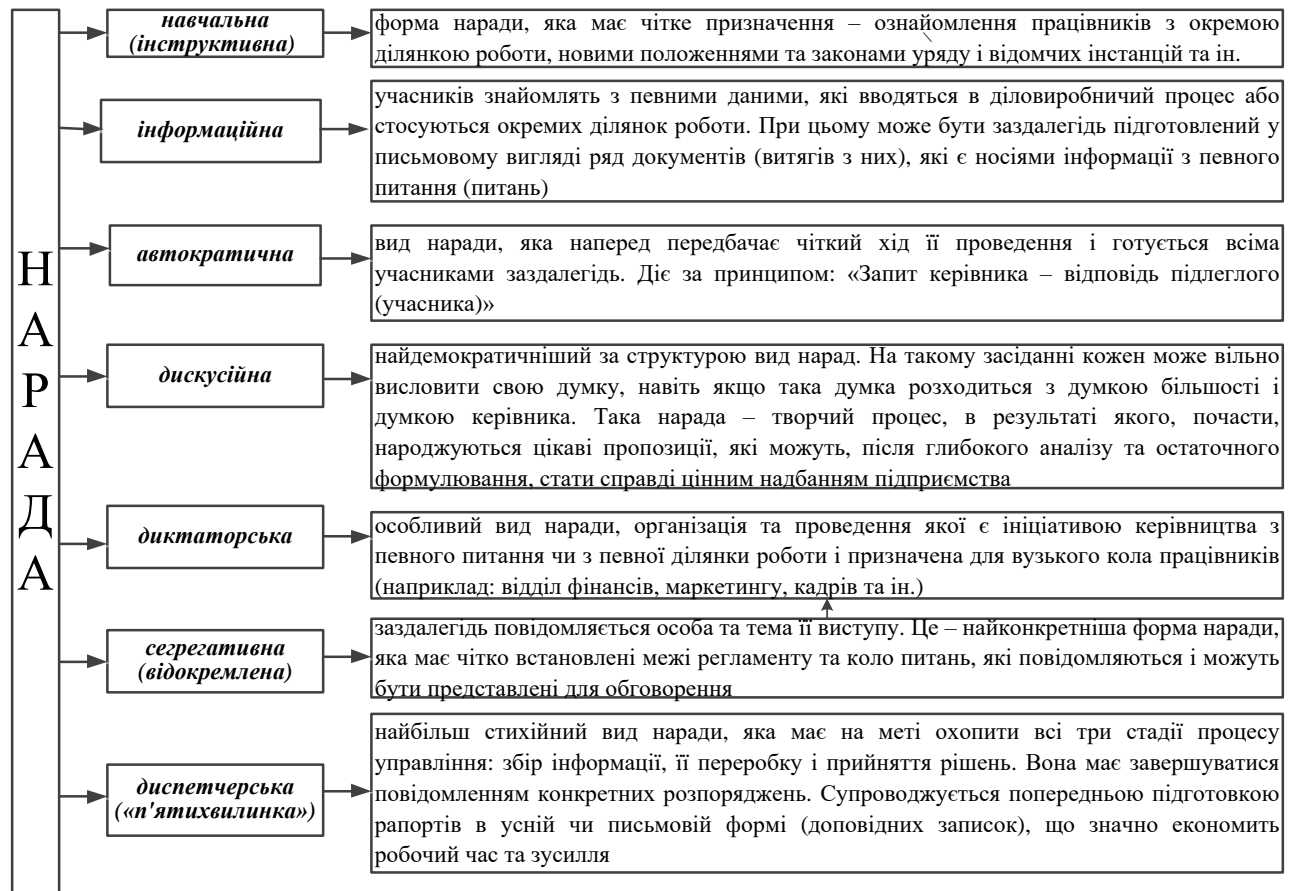 НАРАДА
навчальна
(інструктивна)
форма наради, яка має чітке призначення – ознайомлення працівників з окремою
ділянкою роботи, новими положеннями та законами уряду і відомчих інстанцій та ін.
інформаційна
учасників знайомлять з певними даними, які вводяться в діловиробничий процес або
стосуються окремих ділянок роботи. При цьому може бути заздалегідь підготовлений у
письмовому вигляді ряд документів (витягів з них), які є носіями інформації з певного
питання (питань)
автократична
вид наради, яка наперед передбачає чіткий хід її проведення і готується всіма
учасниками заздалегідь. Діє за принципом: «Запит керівника – відповідь підлеглого
(учасника)»
дискусійна
найдемократичніший за структурою вид нарад. На такому засіданні кожен може вільно
висловити свою думку, навіть якщо така думка розходиться з думкою більшості і
думкою керівника. Така нарада – творчий процес, в результаті якого, почасти,
народжуються цікаві пропозиції, які можуть, після глибокого аналізу та остаточного
формулювання, стати справді цінним надбанням підприємства
диктаторська
особливий вид наради, організація та проведення якої є ініціативою керівництва з
певного питання чи з певної ділянки роботи і призначена для вузького кола працівників
(наприклад: відділ фінансів, маркетингу, кадрів та ін.)
сегрегативна
(відокремлена)
заздалегідь повідомляється особа та тема її виступу. Це – найконкретніша форма наради,
яка має чітко встановлені межі регламенту та коло питань, які повідомляються і можуть
бути представлені для обговорення
диспетчерська
(«п'ятихвилинка»)
найбільш стихійний вид наради, яка має на меті охопити всі три стадії процесу
управління: збір інформації, її переробку і прийняття рішень. Вона має завершуватися
повідомленням конкретних розпоряджень. Супроводжується попередньою підготовкою
рапортів в усній чи письмовій формі (доповідних записок), що значно економить
робочий час та зусилля